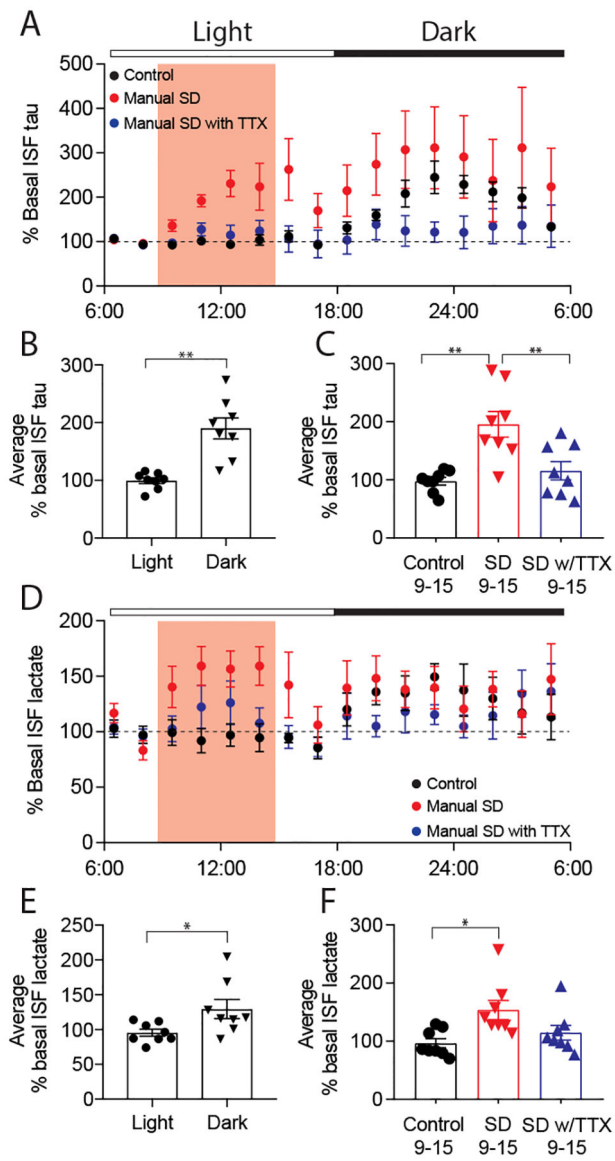 A
Light
Dark
500
400
300
200
100
0
% Basal ISF tau
Control
Manual SD
Manual SD with TTX
6:00
12:00
18:00
24:00
6:00
B
**
300
200
100
0
Average
% basal ISF tau
Light
Dark
C
**
**
300
200
100
0
Average
% basal ISF tau
Control
9-15
SD
9-15
SD w/TTX
9-15
D
200
150
100
50
0
% Basal ISF lactate
Control
Manual SD
Manual SD with TTX
6:00
12:00
18:00
24:00
6:00
E
*
250
200
150
100
50
0
Average
% basal ISF lactate
Light
Dark
F
*
300
200
100
0
Average
% basal ISF lactate
Control
9-15
SD
9-15
SD w/TTX
9-15